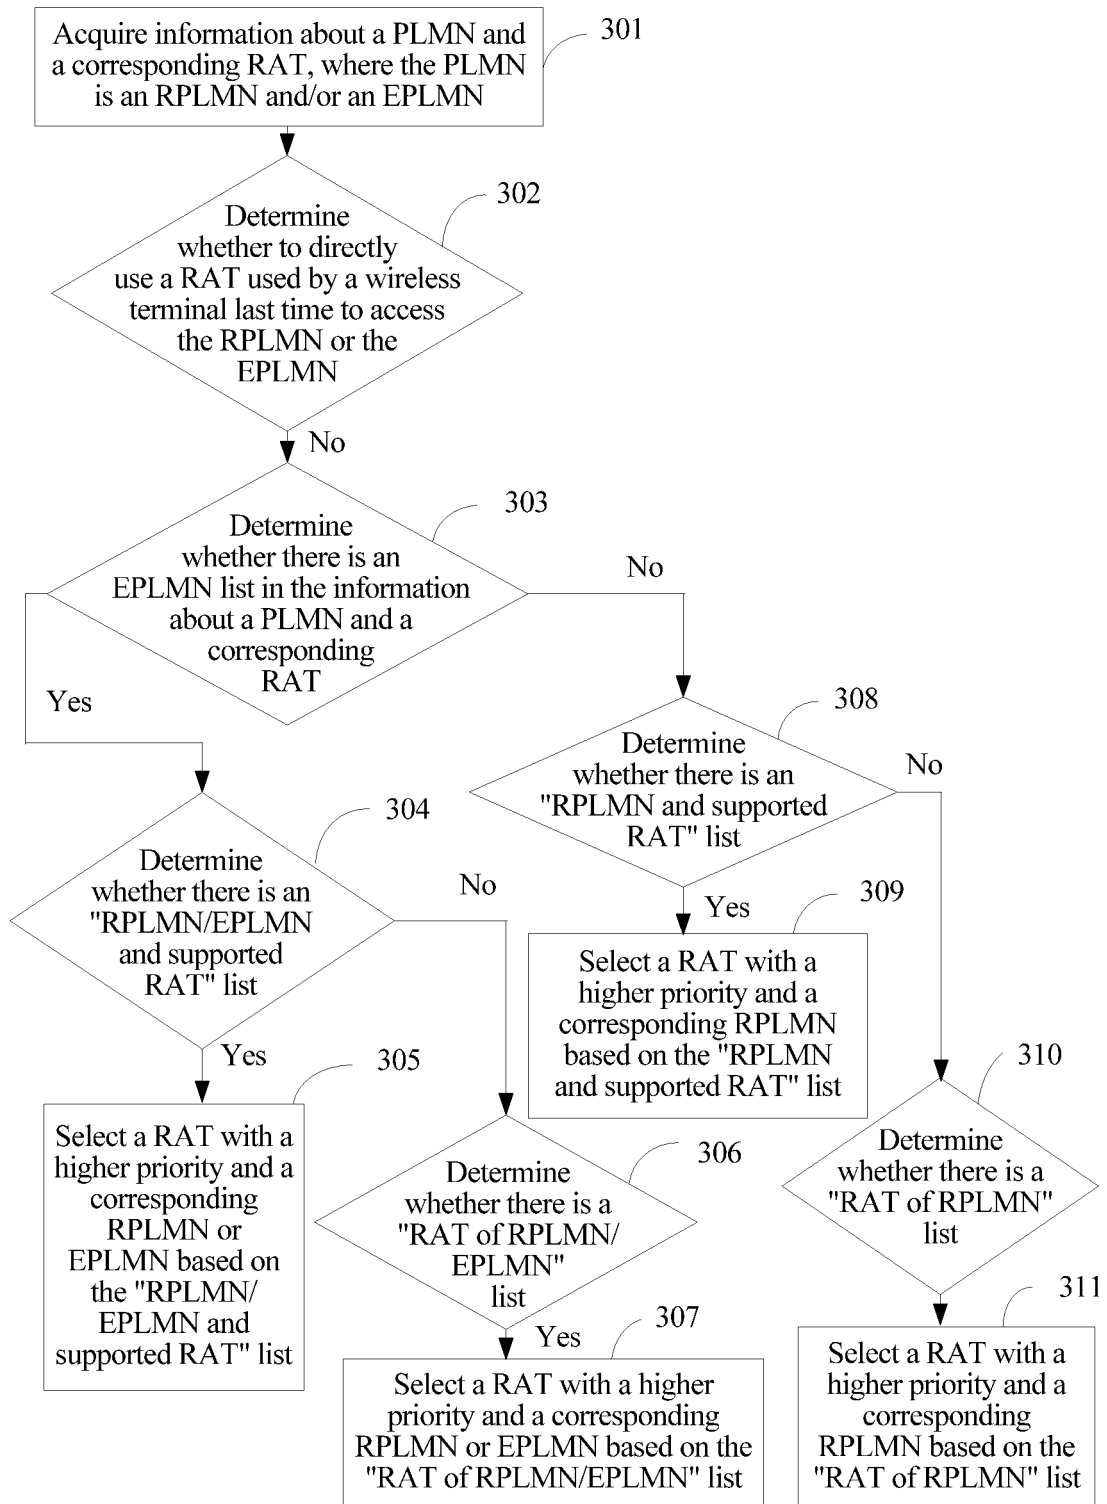 Acquire information about a PLMN and
a corresponding RAT, where the PLMN
is an RPLMN and/or an EPLMN
301
302
Determine
whether to directly
use a RAT used by a wireless
terminal last time to access
the RPLMN or the
EPLMN
No
303
Determine
whether there is an
EPLMN list in the information
about a PLMN and a
corresponding
RAT
No
Yes
308
Determine
whether there is an
"RPLMN and supported
RAT" list
No
304
Determine
whether there is an
"RPLMN/EPLMN
and supported
RAT" list
No
Yes
309
Select a RAT with a
higher priority and a
corresponding RPLMN
based on the "RPLMN
and supported RAT" list
Yes
305
Select a RAT with a
higher priority and a
corresponding
RPLMN or
EPLMN based on
the "RPLMN/
EPLMN and
supported RAT" list
306
Determine
whether there is a
"RAT of RPLMN/
EPLMN"
list
Yes
307
Select a RAT with a higher
priority and a corresponding
RPLMN or EPLMN based on the
"RAT of RPLMN/EPLMN" list
310
Determine
whether there is a
"RAT of RPLMN"
list
311
Select a RAT with a
higher priority and a
corresponding
RPLMN based on the
"RAT of RPLMN" list